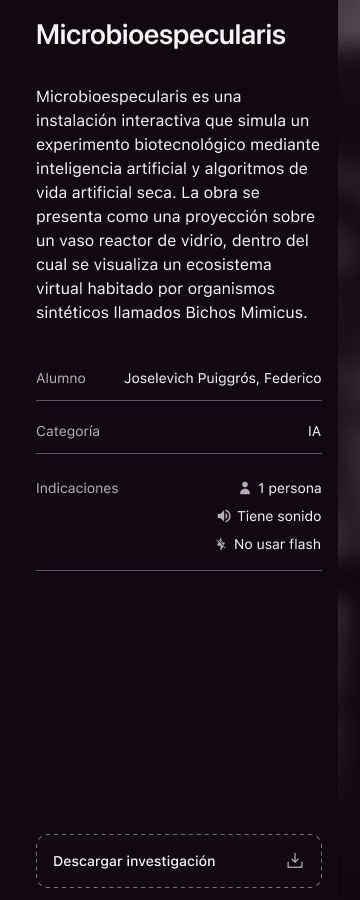 Microbioespecularis
Microbioespecularis es una
instalación interactiva que simula un
experimento biotecnológico mediante
inteligencia artificial y algoritmos de
vida artificial seca. La obra se
presenta como una proyección sobre
un vaso reactor de vidrio, dentro del
cual se visualiza un ecosistema
virtual habitado por organismos
sintéticos llamados Bichos Mimicus.
Alumno Joselevich Puiggrós, Federico
Categoría IA
Indicaciones 1 persona
Tiene sonido
No usar flash
Descargar investigación